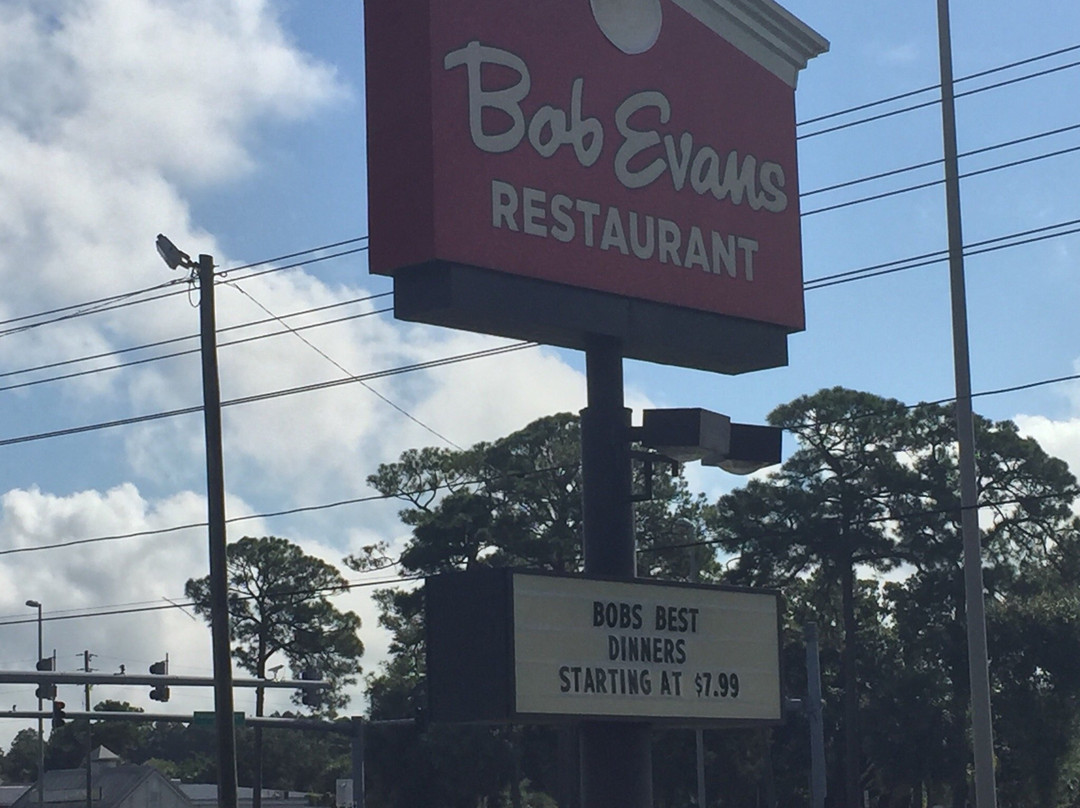 Bob Evans
RESTAURANT
BOBS BEST
DINNERS
STARTING AT $7.99